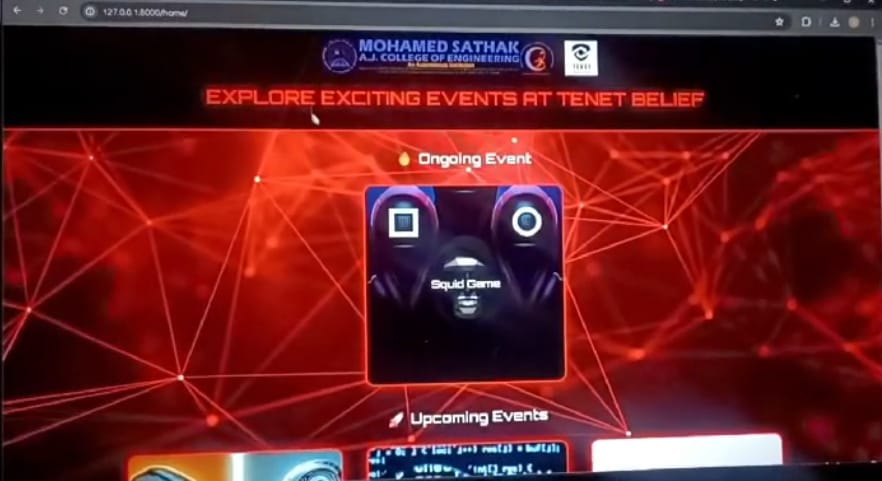 127.0.0.1:8000/home/
MOHAMED SATHAK
A.J. COLLEGE OF ENGINEERING
EXPLORE EXCITING EVENTS AT TENET BELIEF
🔥 Ongoing Event
Squid Game
🚀 Upcoming Events